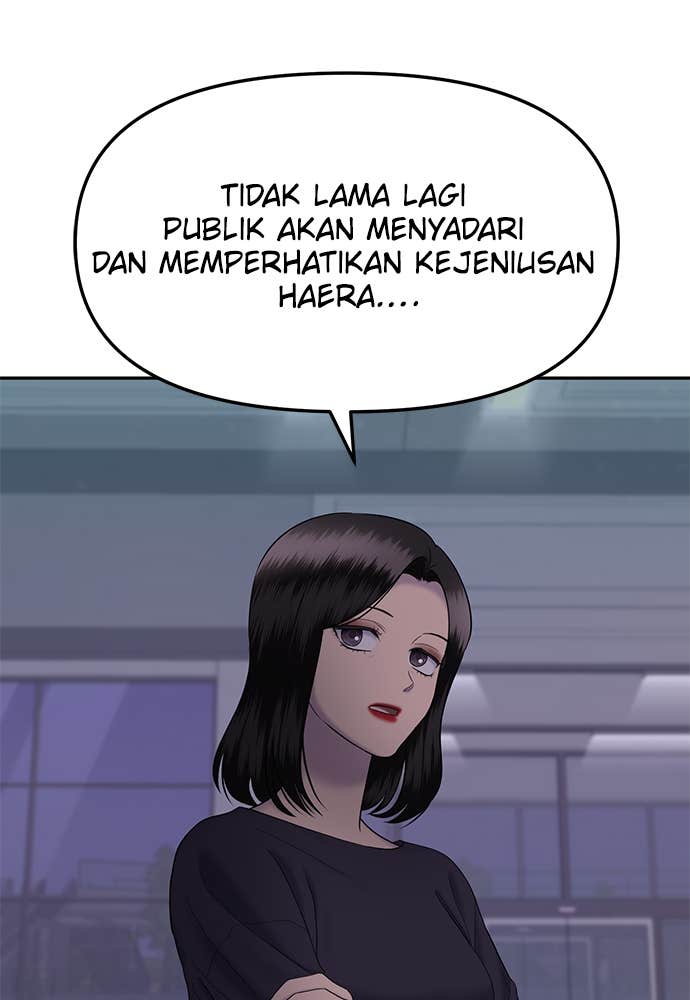 TIDAK LAMA LAGI
PUBLIK AKAN MENYADARI
DAN MEMPERHATIKAN KEJENIUSAN
HAERA....